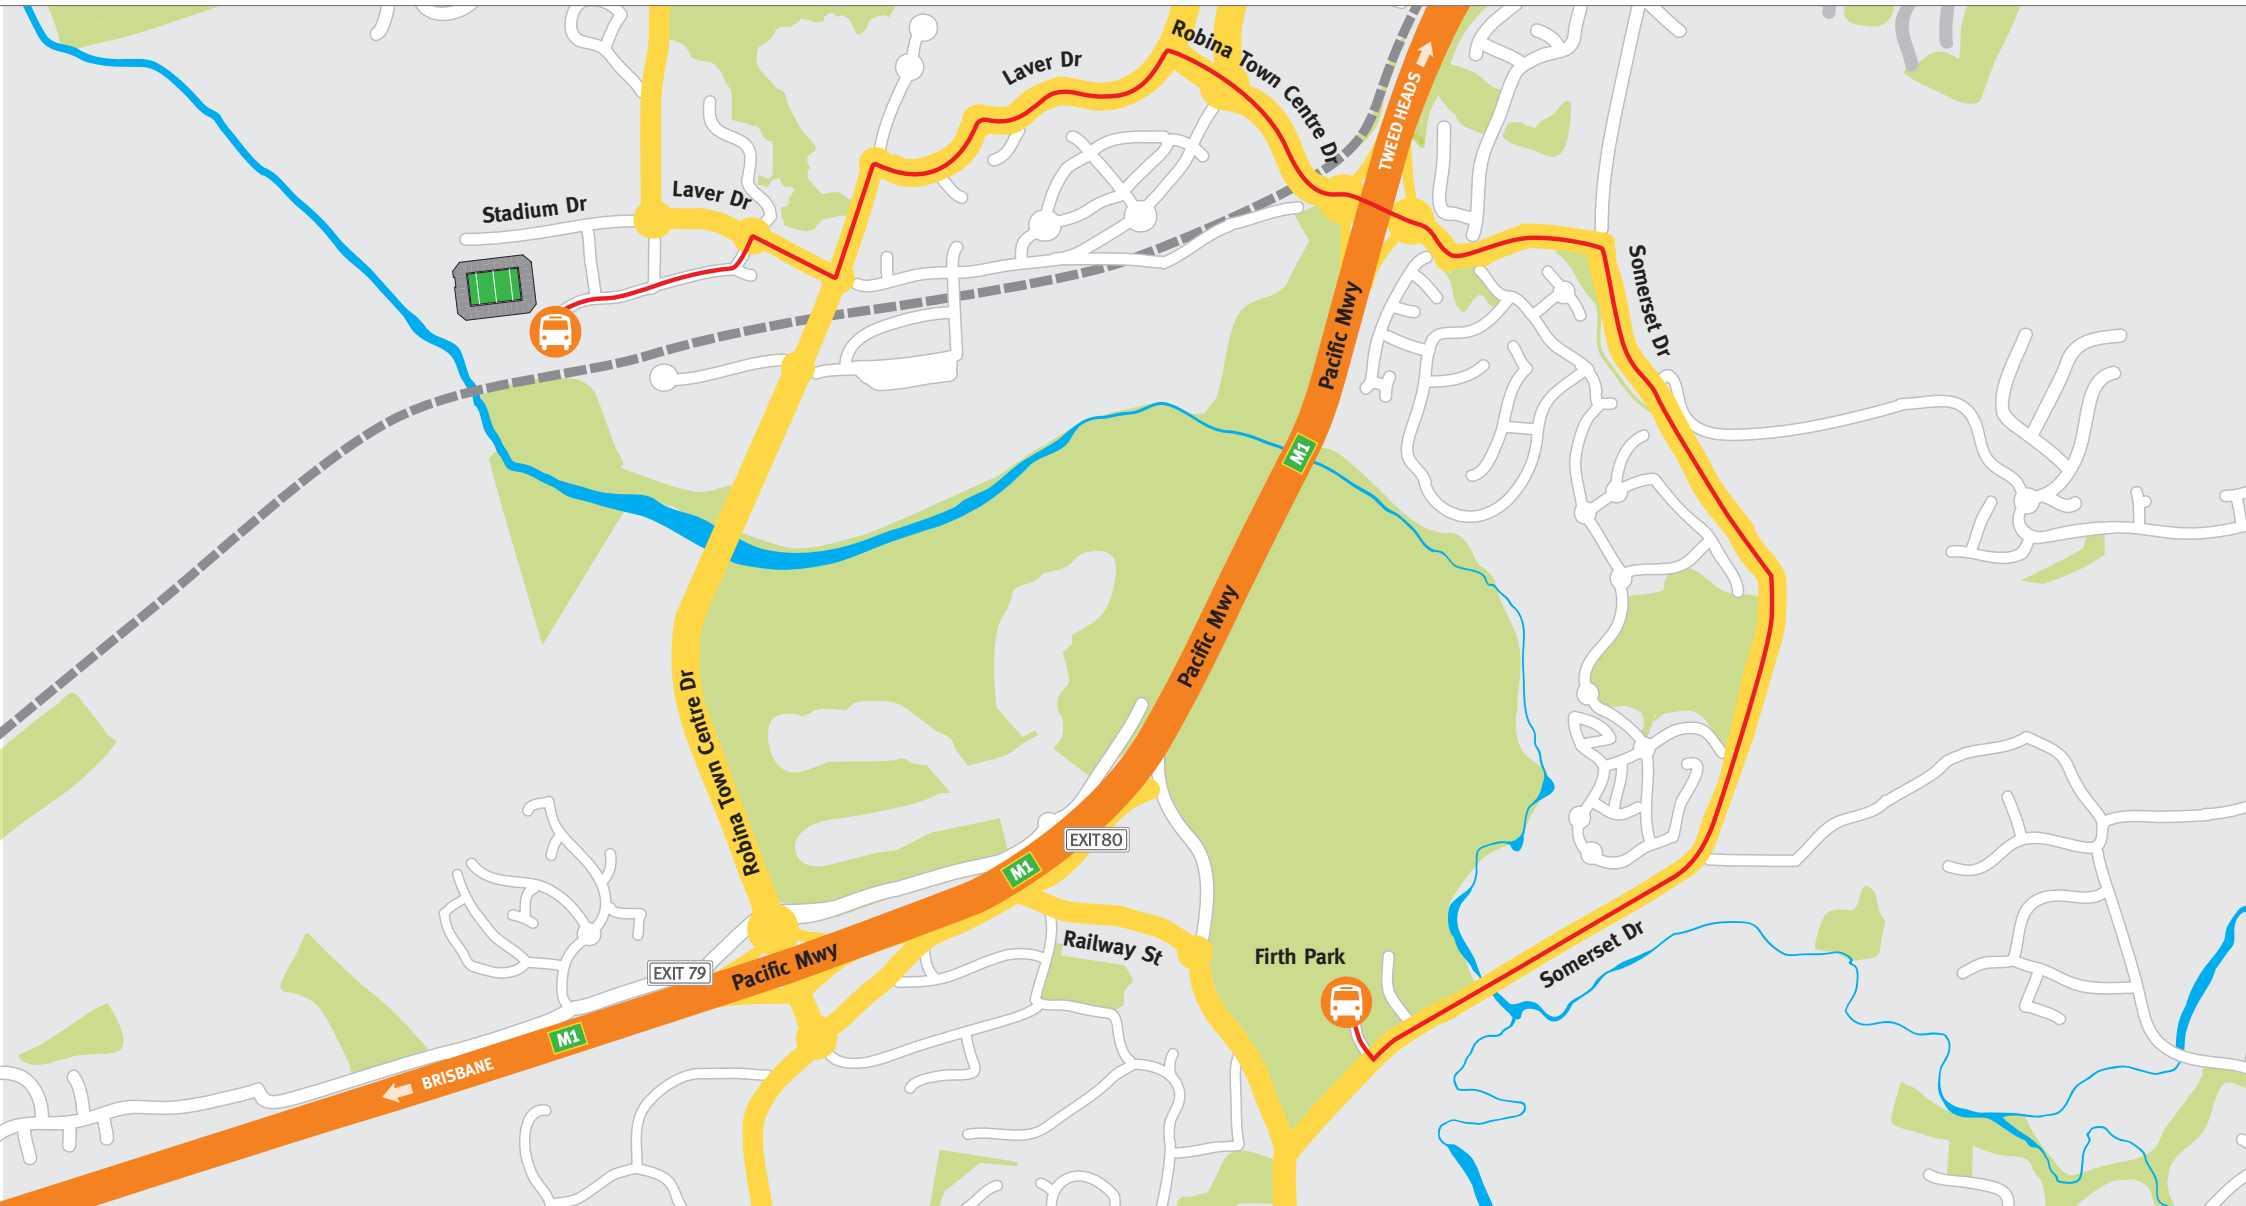 Robina Town Centre Dr
Laver Dr
TWEED HEADS
Laver Dr
Stadium Dr
Somerset Dr
Pacific Mwy
M1
Pacific Mwy
Robina Town Centre Dr
EXIT80
M1
Railway St
Firth Park
Somerset Dr
EXIT 79
Pacific Mwy
M1
BRISBANE